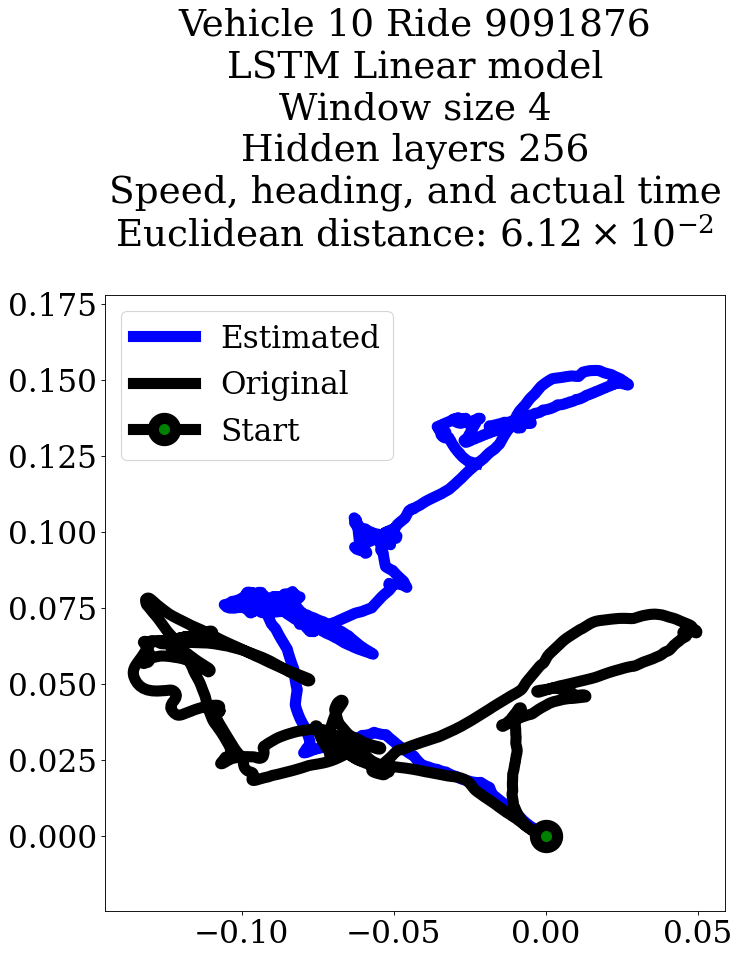 Vehicle 10 Ride 9091876
LSTM Linear model
Window size 4
Hidden layers 256
Speed, heading, and actual time
Euclidean distance: 6.12 × 10⁻²
0.175
0.150
0.125
0.100
0.075
0.050
0.025
0.000
Estimated
Original
Start
−0.10
−0.05
0.00
0.05